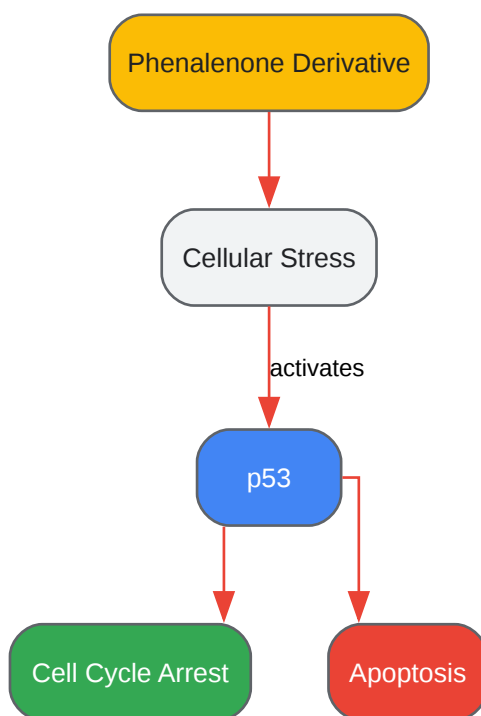 Phenalenone Derivative
Cellular Stress
activates
p53
Cell Cycle Arrest
Apoptosis